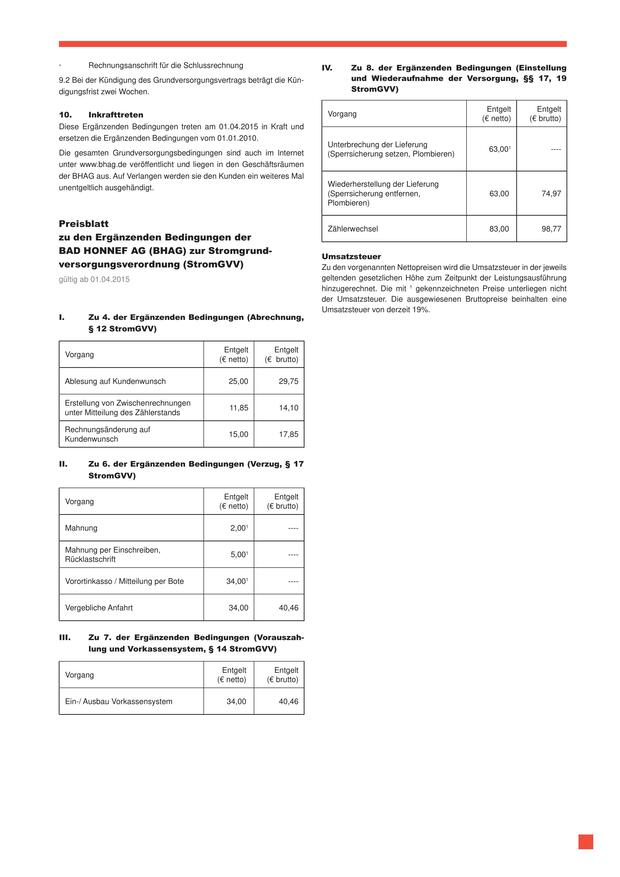 - Rechnungsanschrift für die Schlussrechnung
9.2 Bei der Kündigung des Grundversorgungsvertrags beträgt die Kün-
digungsfrist zwei Wochen.
10. Inkrafttreten
Diese Ergänzenden Bedingungen treten am 01.04.2015 in Kraft und
ersetzen die Ergänzenden Bedingungen vom 01.01.2010.
Die gesamten Grundversorgungsbedingungen sind auch im Internet
unter www.bhag.de veröffentlicht und liegen in den Geschäftsräumen
der BHAG aus. Auf Verlangen werden sie den Kunden ein weiteres Mal
unentgeltlich ausgehändigt.
Preisblatt
zu den Ergänzenden Bedingungen der
BAD HONNEF AG (BHAG) zur Stromgrund-
versorgungsverordnung (StromGVV)
gültig ab 01.04.2015
I. Zu 4. der Ergänzenden Bedingungen (Abrechnung,
§ 12 StromGVV)
Vorgang Entgelt Entgelt
(€ netto) (€ brutto)
Ablesung auf Kundenwunsch 25,00 29,75
Erstellung von Zwischenrechnungen
unter Mitteilung des Zählerstands 11,85 14,10
Rechnungsänderung auf
Kundenwunsch 15,00 17,85
II. Zu 6. der Ergänzenden Bedingungen (Verzug, § 17
StromGVV)
Vorgang Entgelt Entgelt
(€ netto) (€ brutto)
Mahnung 2,00¹ ----
Mahnung per Einschreiben,
Rücklastschrift 5,00¹ ----
Vorortinkasso / Mitteilung per Bote 34,00¹ ----
Vergebliche Anfahrt 34,00 40,46
III. Zu 7. der Ergänzenden Bedingungen (Vorauszah-
lung und Vorkassensystem, § 14 StromGVV)
Vorgang Entgelt Entgelt
(€ netto) (€ brutto)
Ein-/ Ausbau Vorkassensystem 34,00 40,46
IV. Zu 8. der Ergänzenden Bedingungen (Einstellung
und Wiederaufnahme der Versorgung, §§ 17, 19
StromGVV)
Vorgang Entgelt Entgelt
(€ netto) (€ brutto)
Unterbrechung der Lieferung
(Sperrsicherung setzen, Plombieren) 63,00¹ ----
Wiederherstellung der Lieferung
(Sperrsicherung entfernen,
Plombieren) 63,00 74,97
Zählerwechsel 83,00 98,77
Umsatzsteuer
Zu den vorgenannten Nettopreisen wird die Umsatzsteuer in der jeweils
geltenden gesetzlichen Höhe zum Zeitpunkt der Leistungsausführung
hinzugerechnet. Die mit ¹ gekennzeichneten Preise unterliegen nicht
der Umsatzsteuer. Die ausgewiesenen Bruttopreise beinhalten eine
Umsatzsteuer von derzeit 19%.